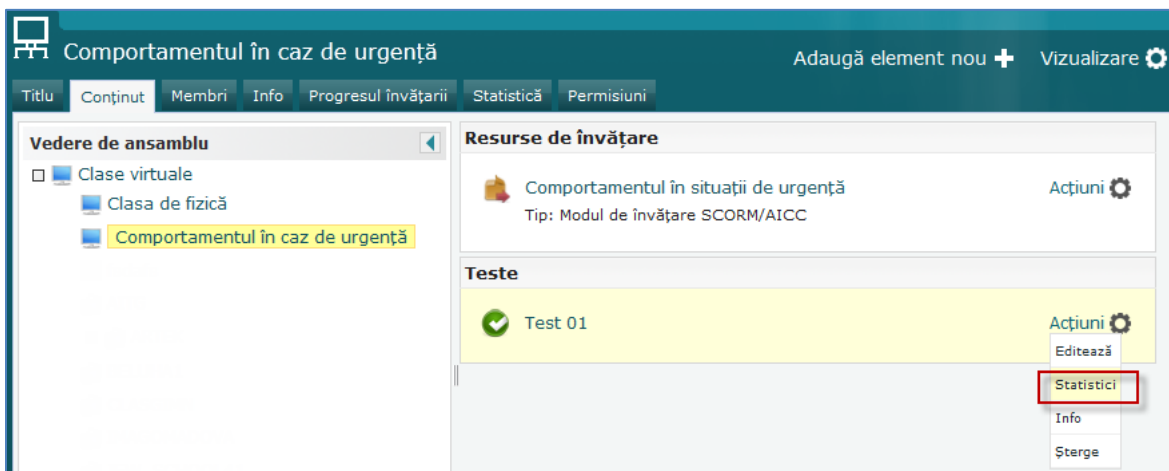 Comportamentul în caz de urgență
Adaugă element nou Vizualizare
Titlu Conținut Membri Info Progresul învățarii Statistică Permisiuni
Vedere de ansamblu
Clase virtuale
Clasa de fizică
Comportamentul în caz de urgență
Resurse de învățare
Comportamentul în situații de urgență Acțiuni
Tip: Modul de învățare SCORM/AICC
Teste
Test 01 Acțiuni
Editează
Statistici
Info
Șterge